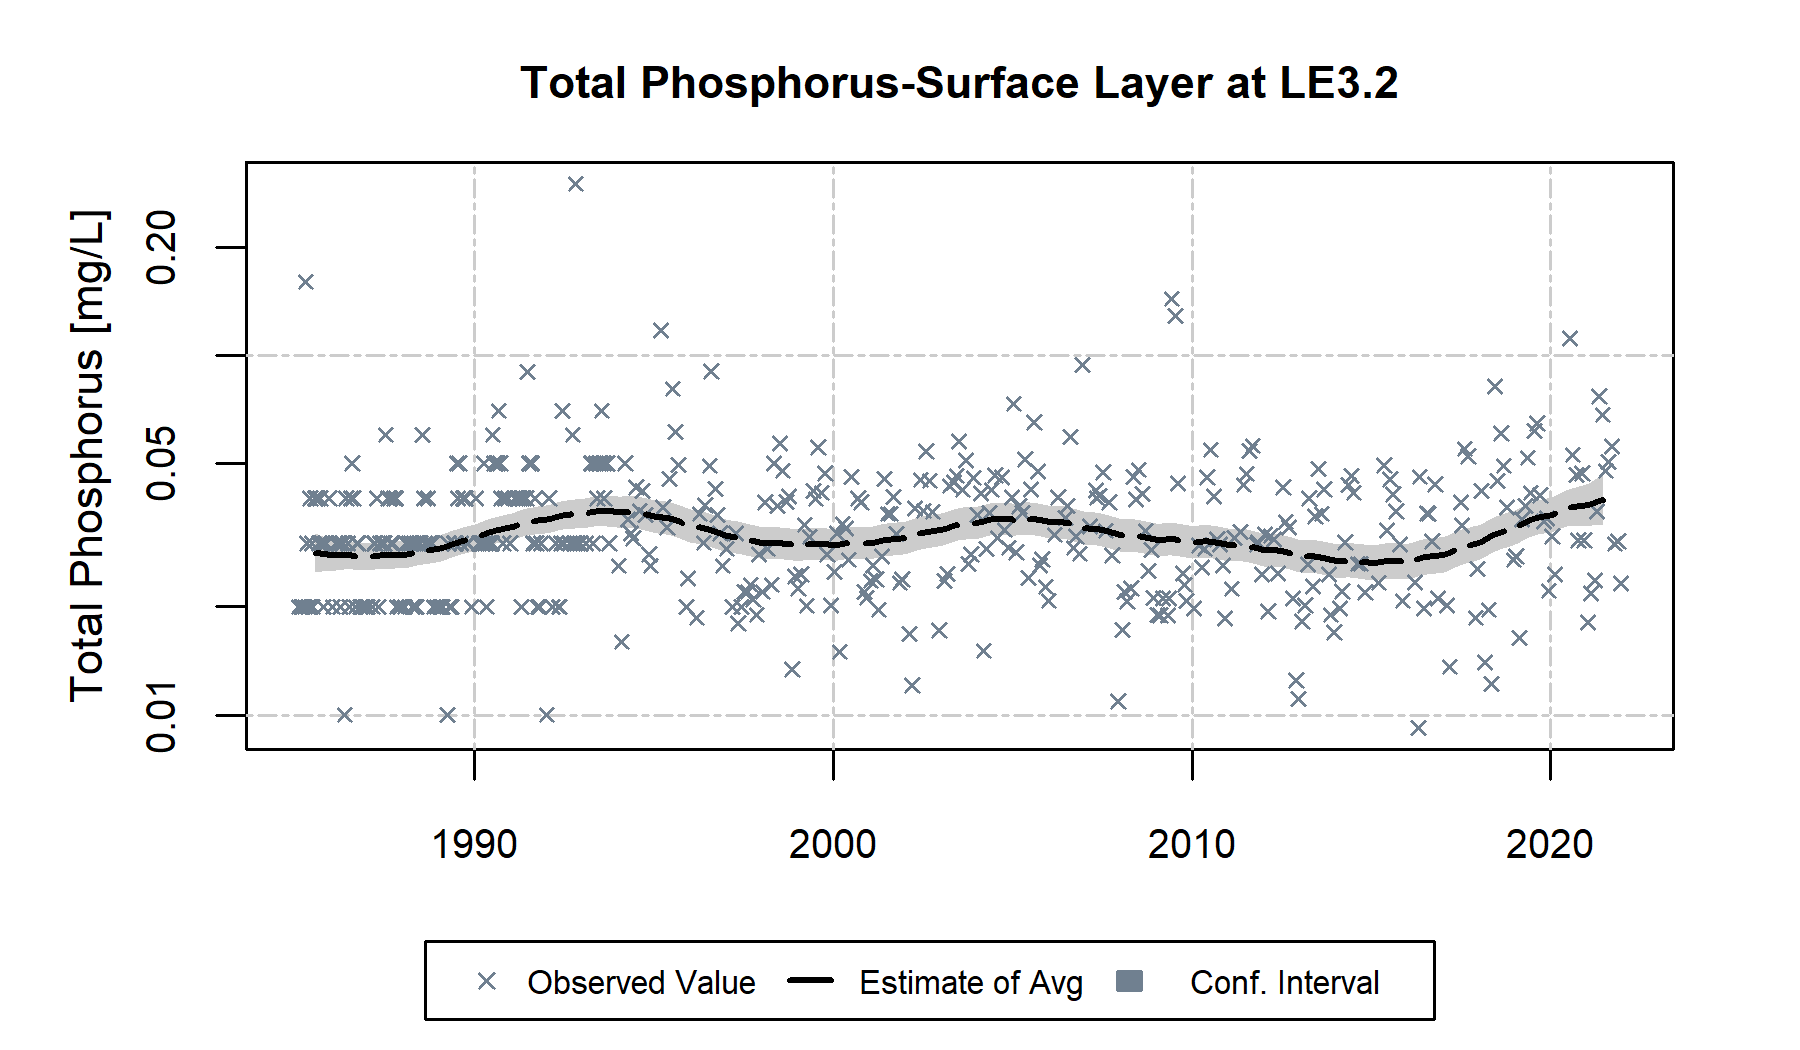 Total Phosphorus-Surface Layer at LE3.2
Total Phosphorus [mg/L]
0.20
0.05
0.01
1990 2000 2010 2020
Observed Value Estimate of Avg Conf. Interval